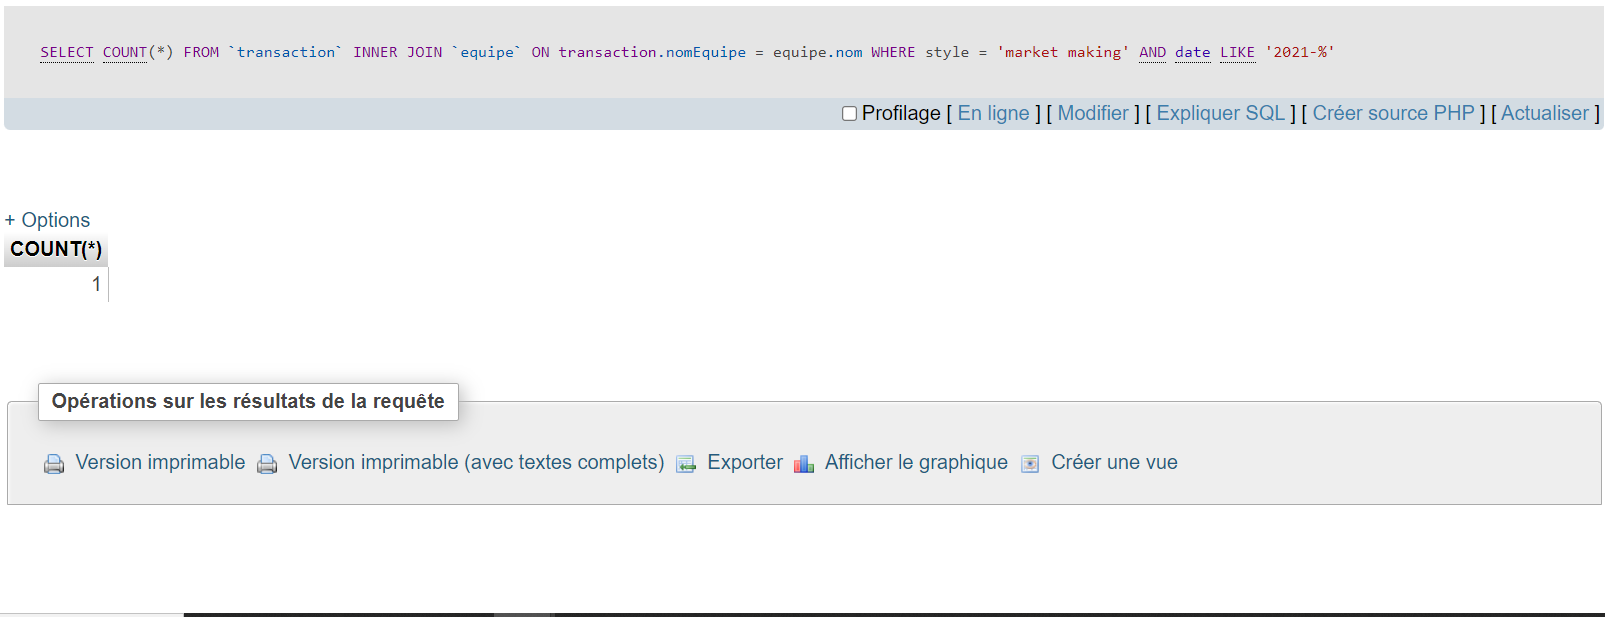 SELECT COUNT(*) FROM `transaction` INNER JOIN `equipe` ON transaction.nomEquipe = equipe.nom WHERE style = 'market making' AND date LIKE '2021-%'
Profilage [ En ligne ] [ Modifier ] [ Expliquer SQL ] [ Créer source PHP ] [ Actualiser ]
+ Options
COUNT(*)
1
Opérations sur les résultats de la requête
Version imprimable Version imprimable (avec textes complets) Exporter Afficher le graphique Créer une vue